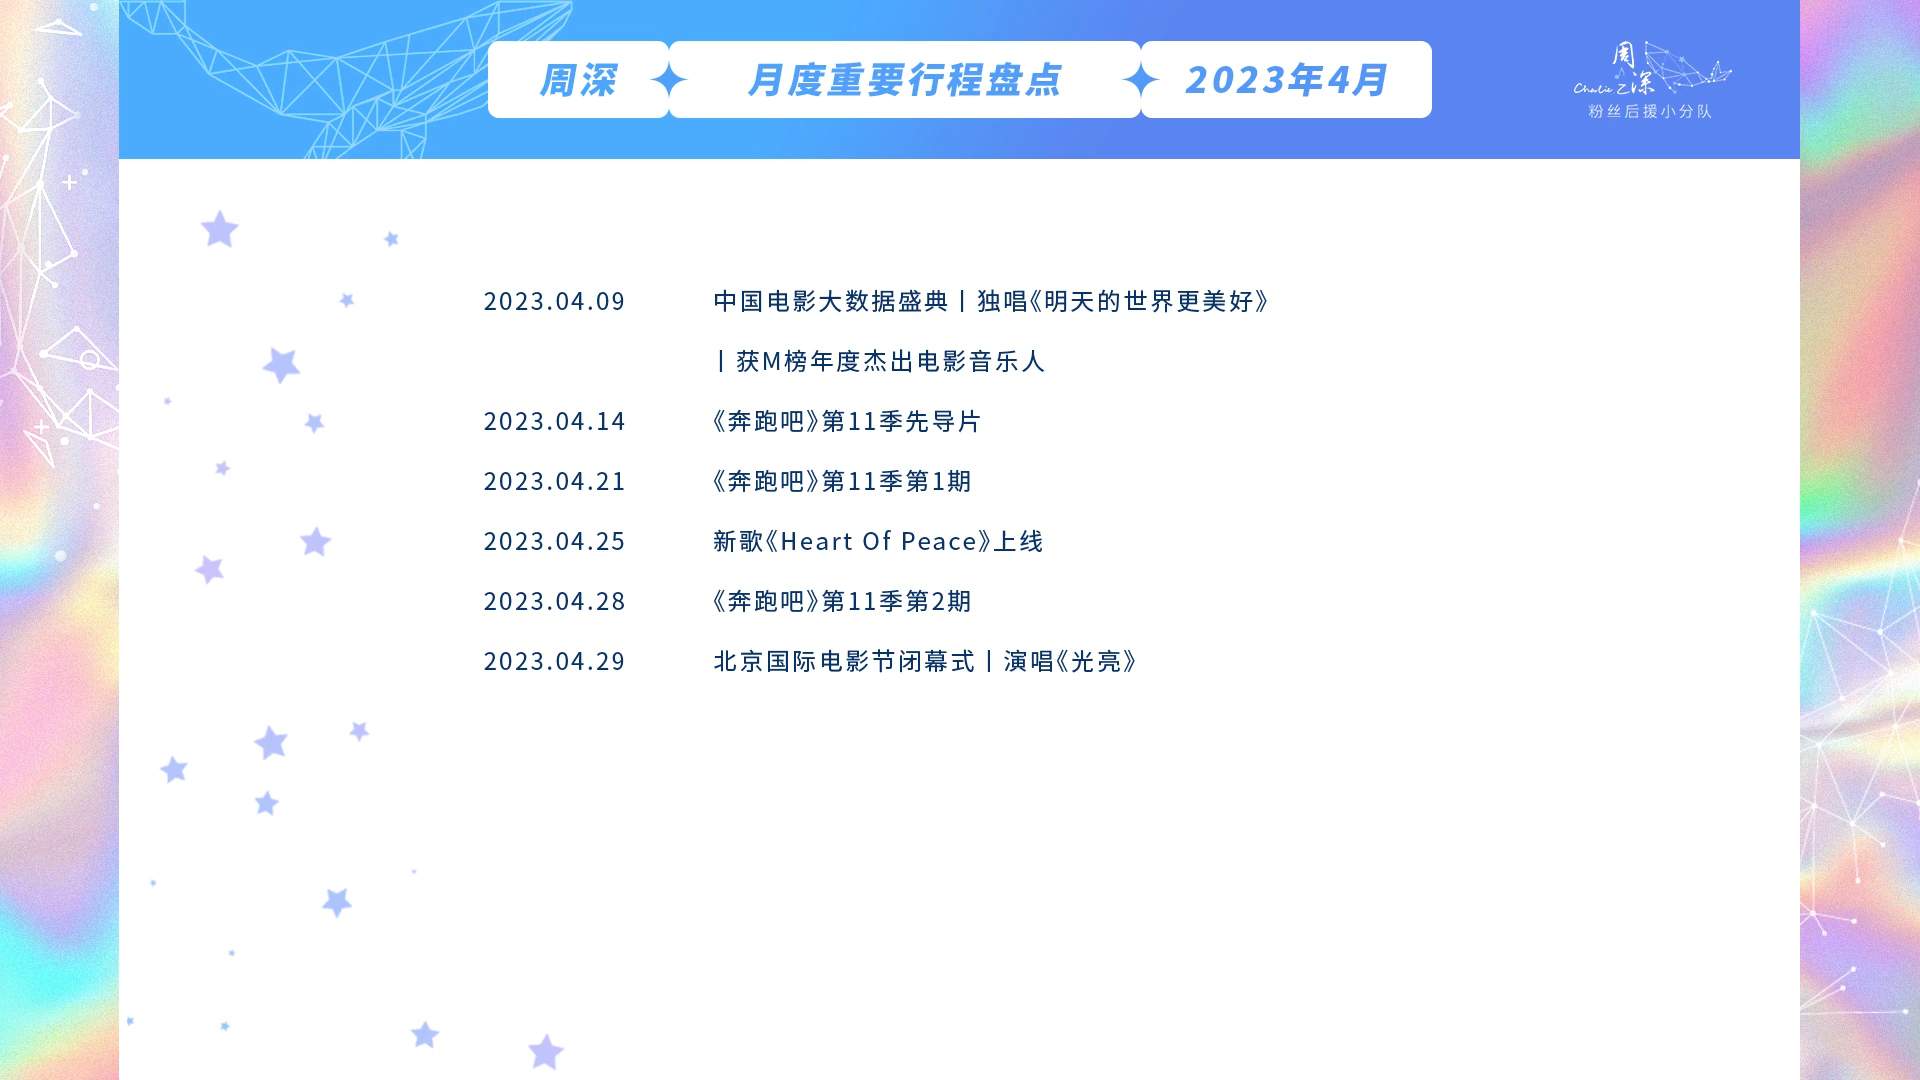 周深 月度重要行程盘点 2023年4月
周深
Charlie
粉丝后援小分队
2023.04.09 中国电影大数据盛典丨独唱《明天的世界更美好》
丨获M榜年度杰出电影音乐人
2023.04.14 《奔跑吧》第11季先导片
2023.04.21 《奔跑吧》第11季第1期
2023.04.25 新歌《Heart Of Peace》上线
2023.04.28 《奔跑吧》第11季第2期
2023.04.29 北京国际电影节闭幕式丨演唱《光亮》